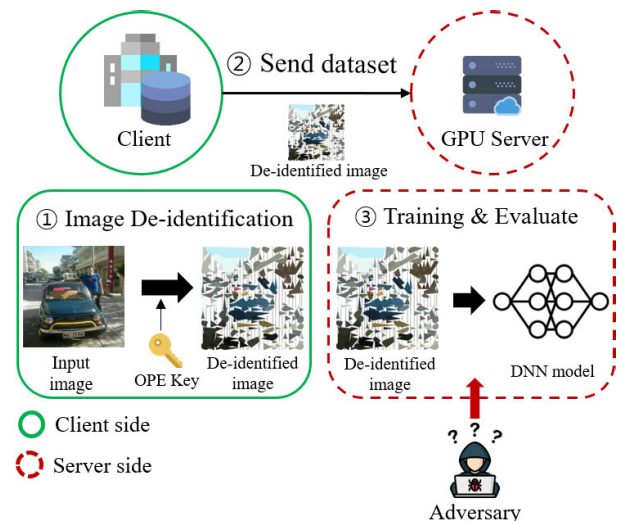 ② Send dataset
Client
GPU Server
De-identified image
① Image De-identification
Input
image
OPE Key
De-identified
image
③ Training & Evaluate
De-identified
image
DNN model
Client side
Server side
? ? ?
Adversary